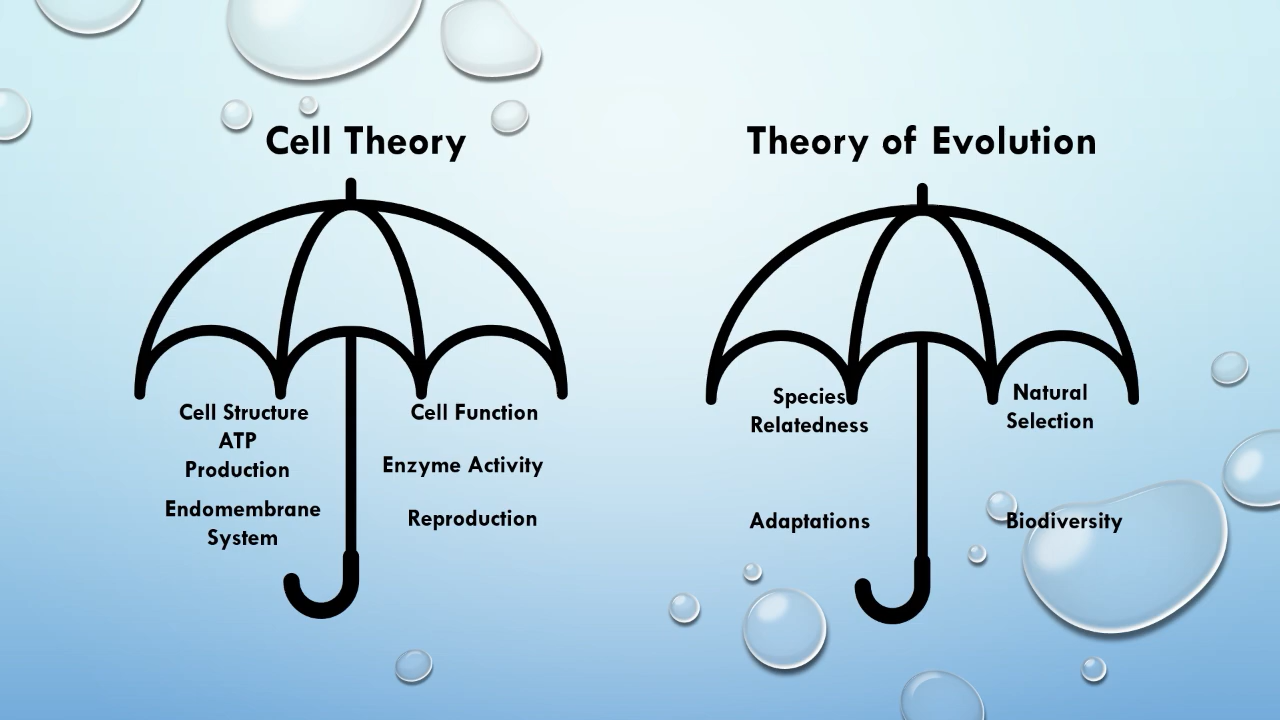 Cell Theory
Theory of Evolution
Cell Structure
ATP
Production
Endomembrane
System
Cell Function
Enzyme Activity
Reproduction
Species
Relatedness
Adaptations
Natural
Selection
Biodiversity